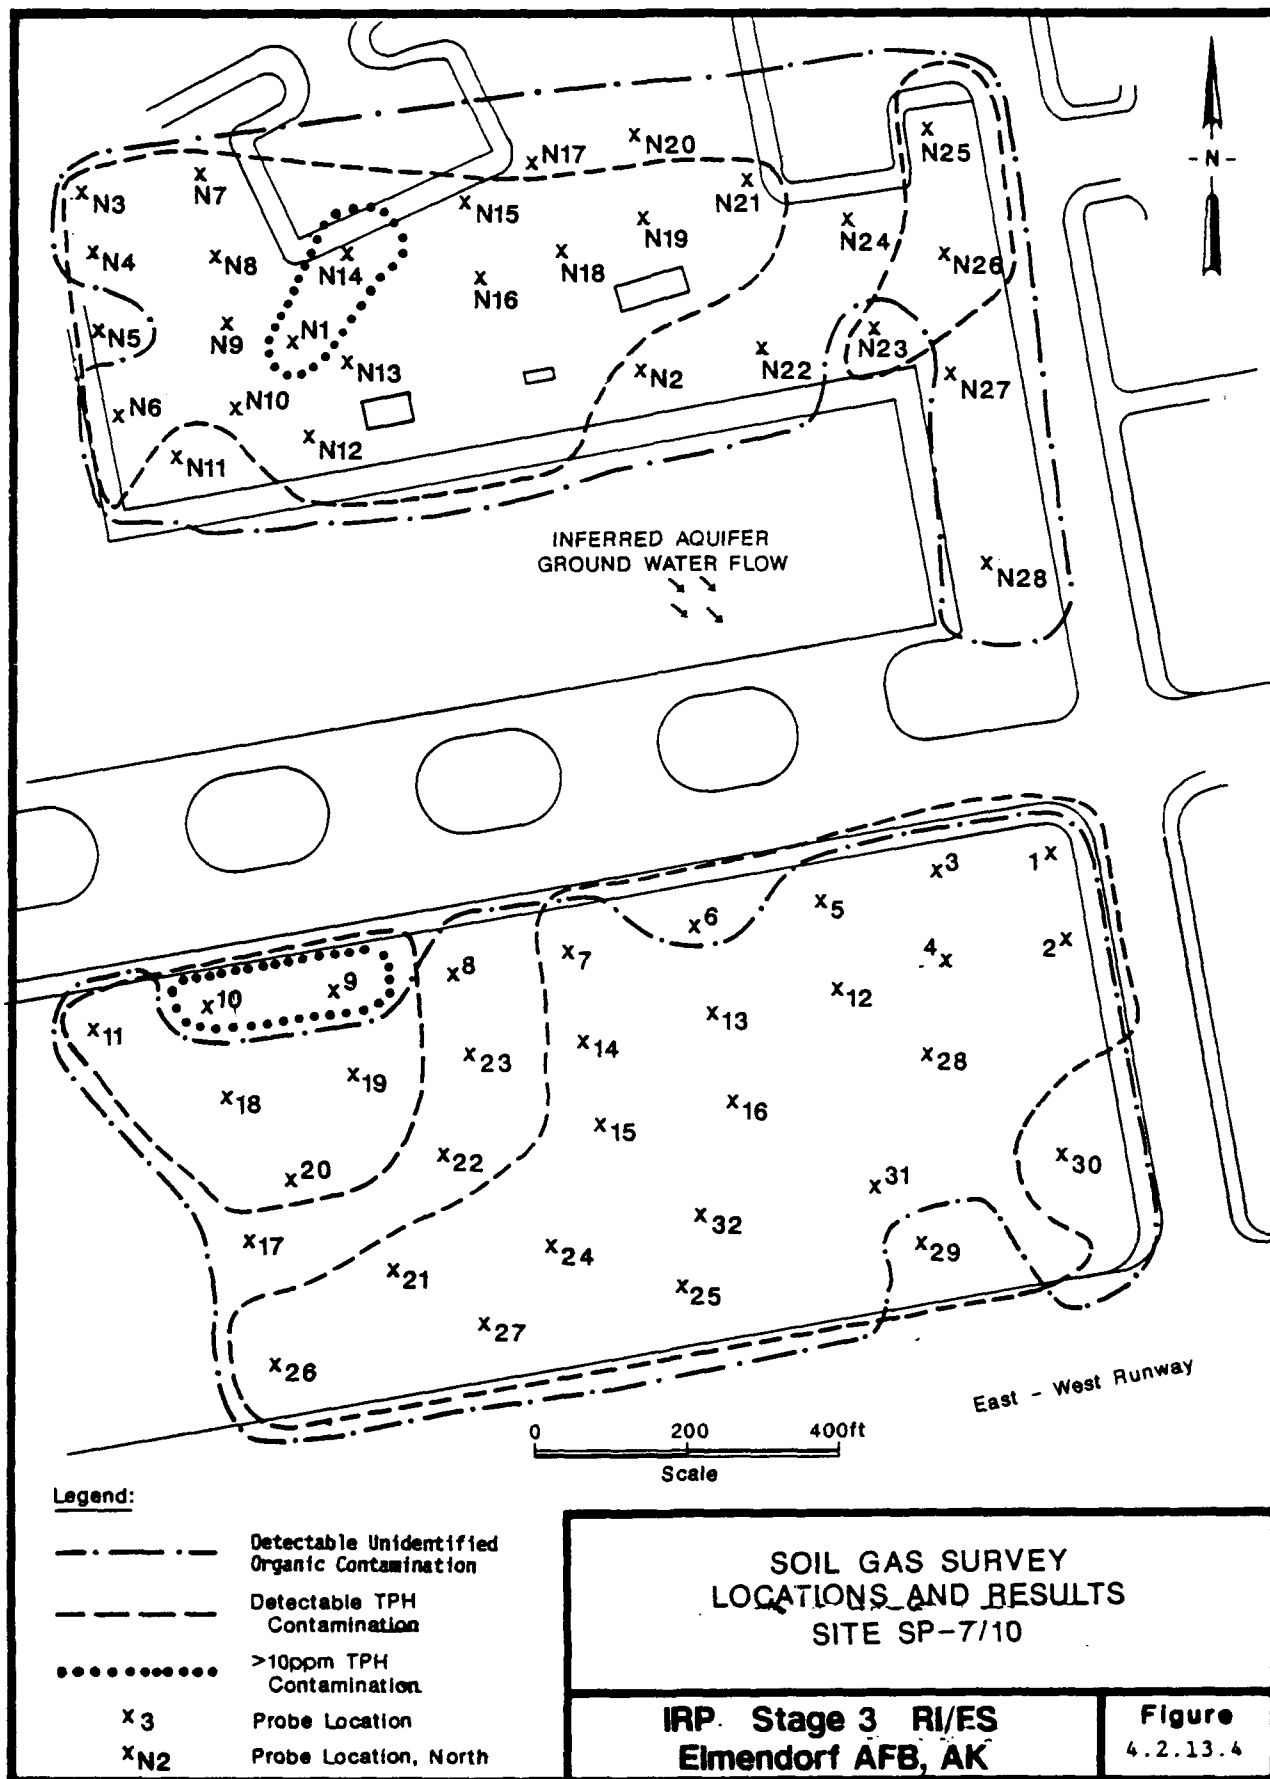 N20
N17
N25
-N-
N3
N7
N21
N15
N19
N24
N4
N8
N14
N18
N26
N16
N5
N9
N1
N23
N13
N2
N22
N27
N6
N10
N12
N11
INFERRED AQUIFER
GROUND WATER FLOW
N28
3
1
5
6
4
2
7
8
9
10
12
11
13
14
23
28
19
18
16
15
22
30
20
31
32
17
24
29
21
25
27
26
East - West Runway
0 200 400ft
Scale
Legend:
Detectable Unidentified
Organic Contamination
Detectable TPH
Contamination
>10ppm TPH
Contamination
x 3 Probe Location
x N2 Probe Location, North
SOIL GAS SURVEY
LOCATIONS AND RESULTS
SITE SP-7/10
IRP Stage 3 RI/FS
Elmendorf AFB, AK
Figure
4.2.13.4